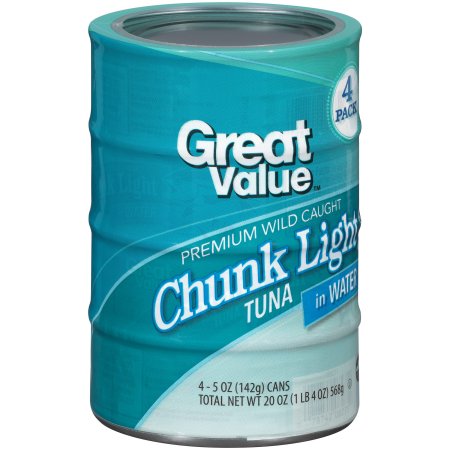 4
PACK
Great
Value™
PREMIUM WILD CAUGHT
Chunk Light
TUNA
in WATER
4 - 5 OZ (142g) CANS
TOTAL NET WT 20 OZ (1 LB 4 OZ) 568g